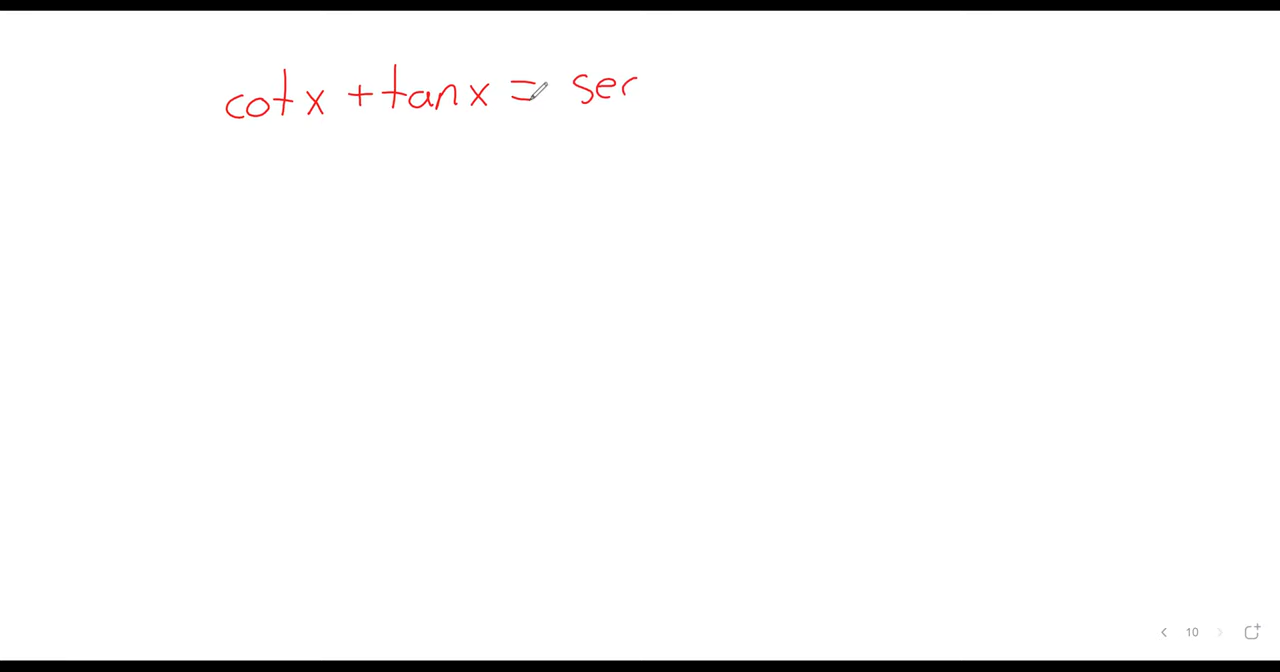 cot x + tan x = sec
10